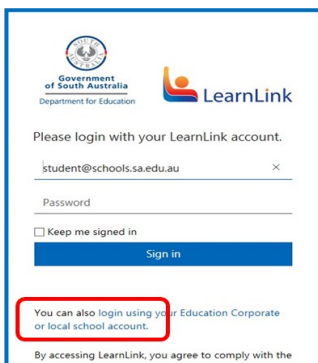 Government
of South Australia
Department for Education
LearnLink
Please login with your LearnLink account.
student@schools.sa.edu.au ×
Password
Keep me signed in
Sign in
You can also login using your Education Corporate
or local school account.
By accessing LearnLink, you agree to comply with the